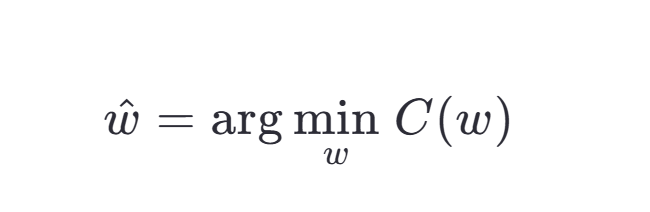 ŵ = arg min C(w)
w